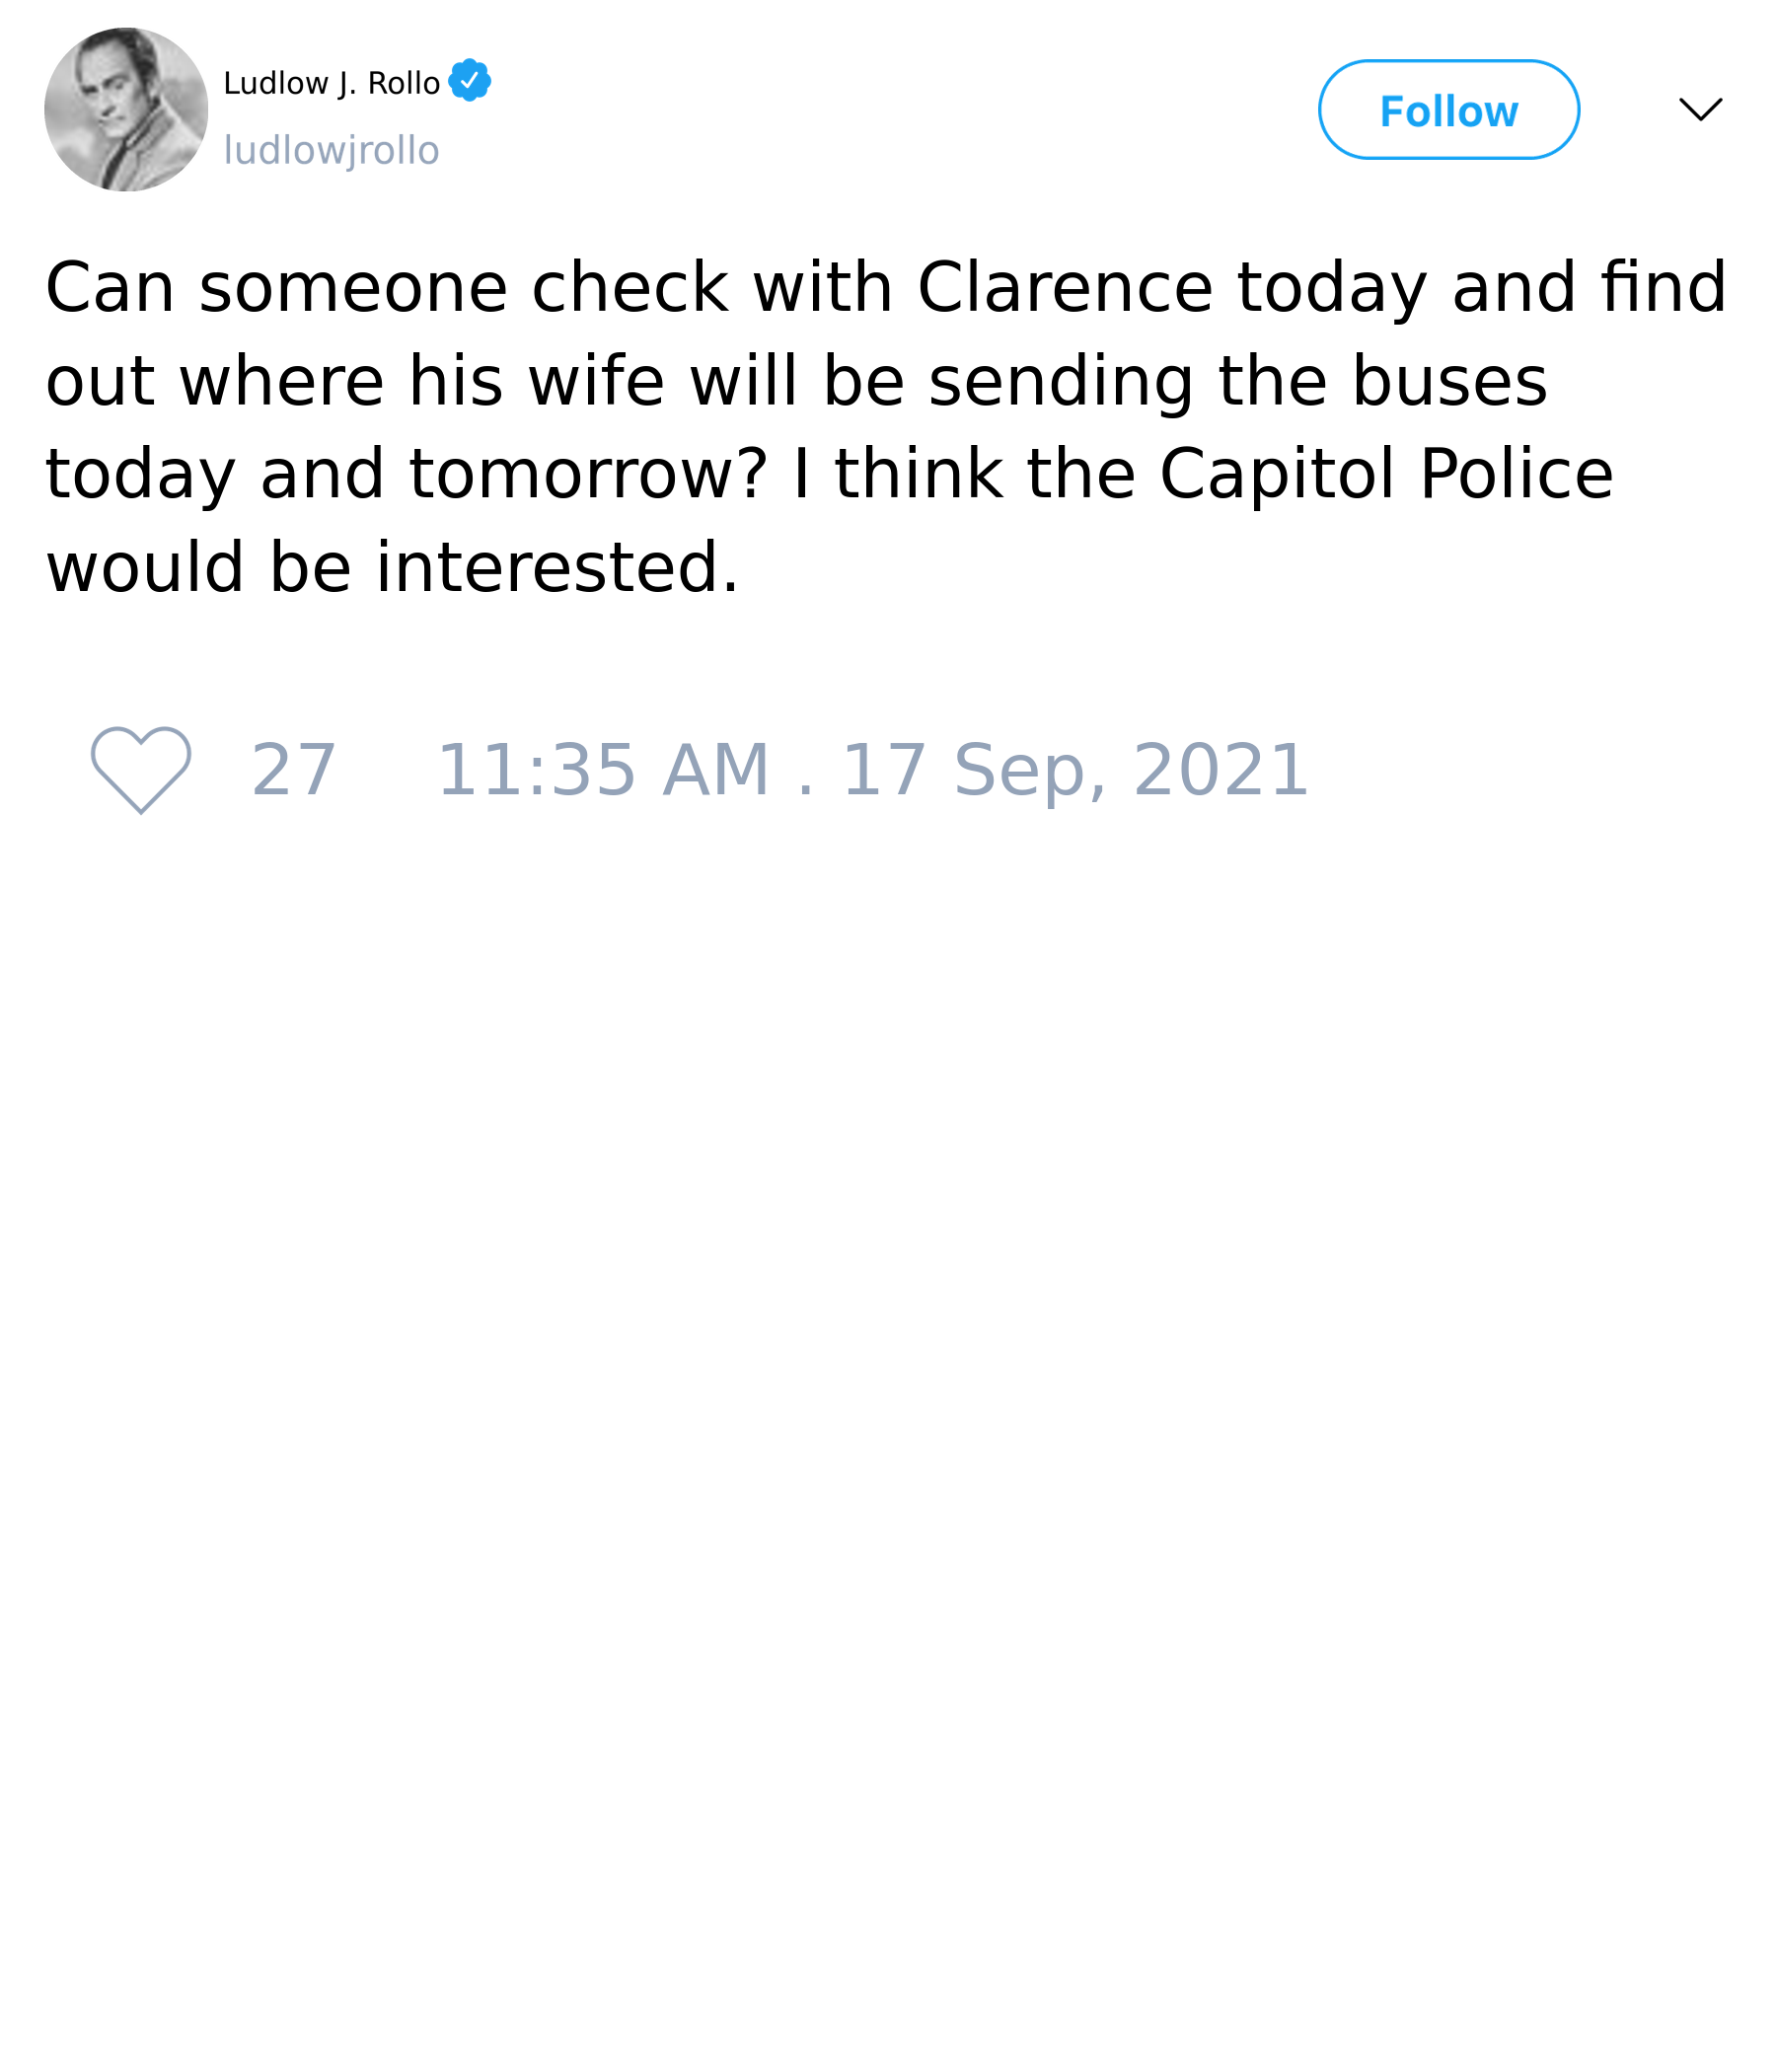 Ludlow J. Rollo
ludlowjrollo
Follow
Can someone check with Clarence today and find
out where his wife will be sending the buses
today and tomorrow? I think the Capitol Police
would be interested.
27 11:35 AM . 17 Sep, 2021